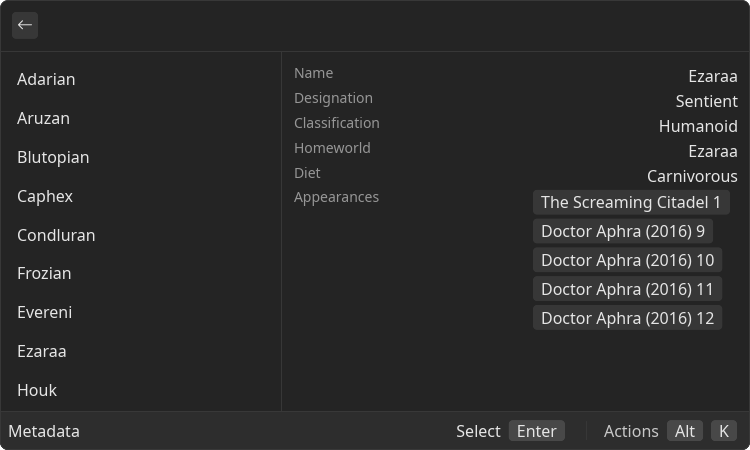 Adarian
Aruzan
Blutopian
Caphex
Condluran
Frozian
Evereni
Ezaraa
Houk
Name Ezaraa
Designation Sentient
Classification Humanoid
Homeworld Ezaraa
Diet Carnivorous
Appearances The Screaming Citadel 1
Doctor Aphra (2016) 9
Doctor Aphra (2016) 10
Doctor Aphra (2016) 11
Doctor Aphra (2016) 12
Metadata Select Enter Actions Alt K